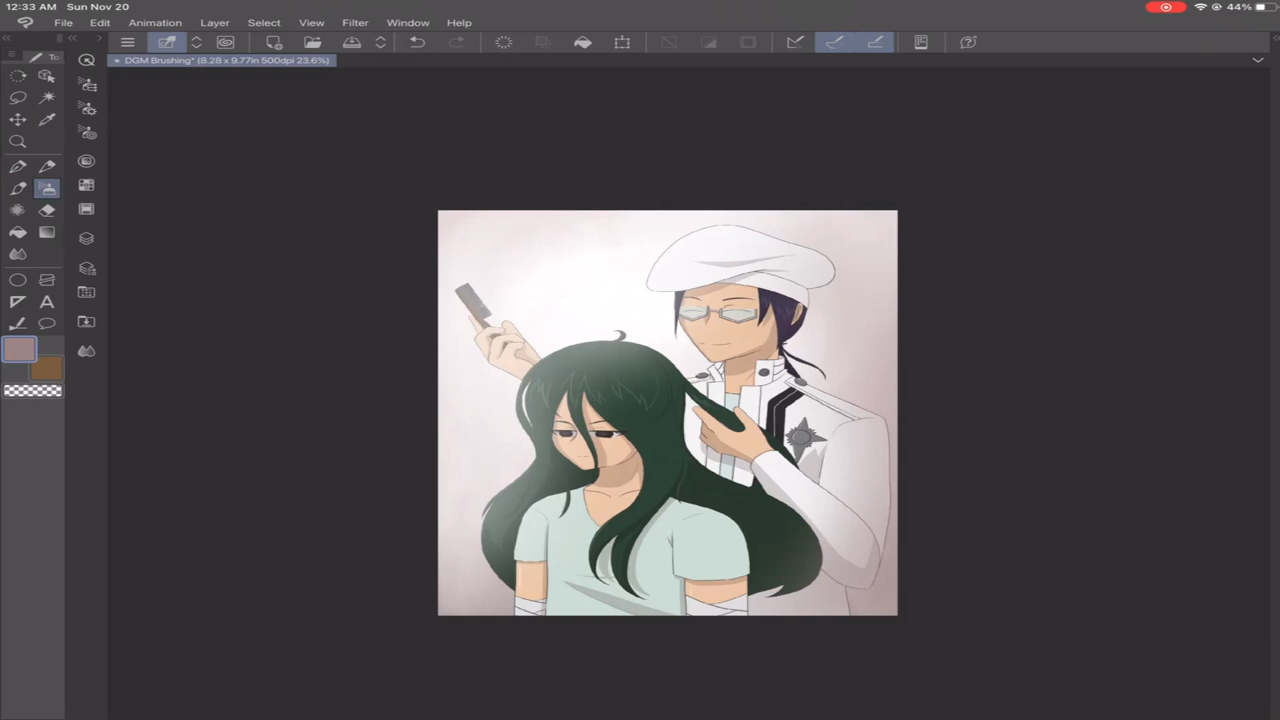 12:33 AM Sun Nov 20 44%
File Edit Animation Layer Select View Filter Window Help
To
DGM Brushing* (8.28 x 9.77in 500dpi 23.6%)
A